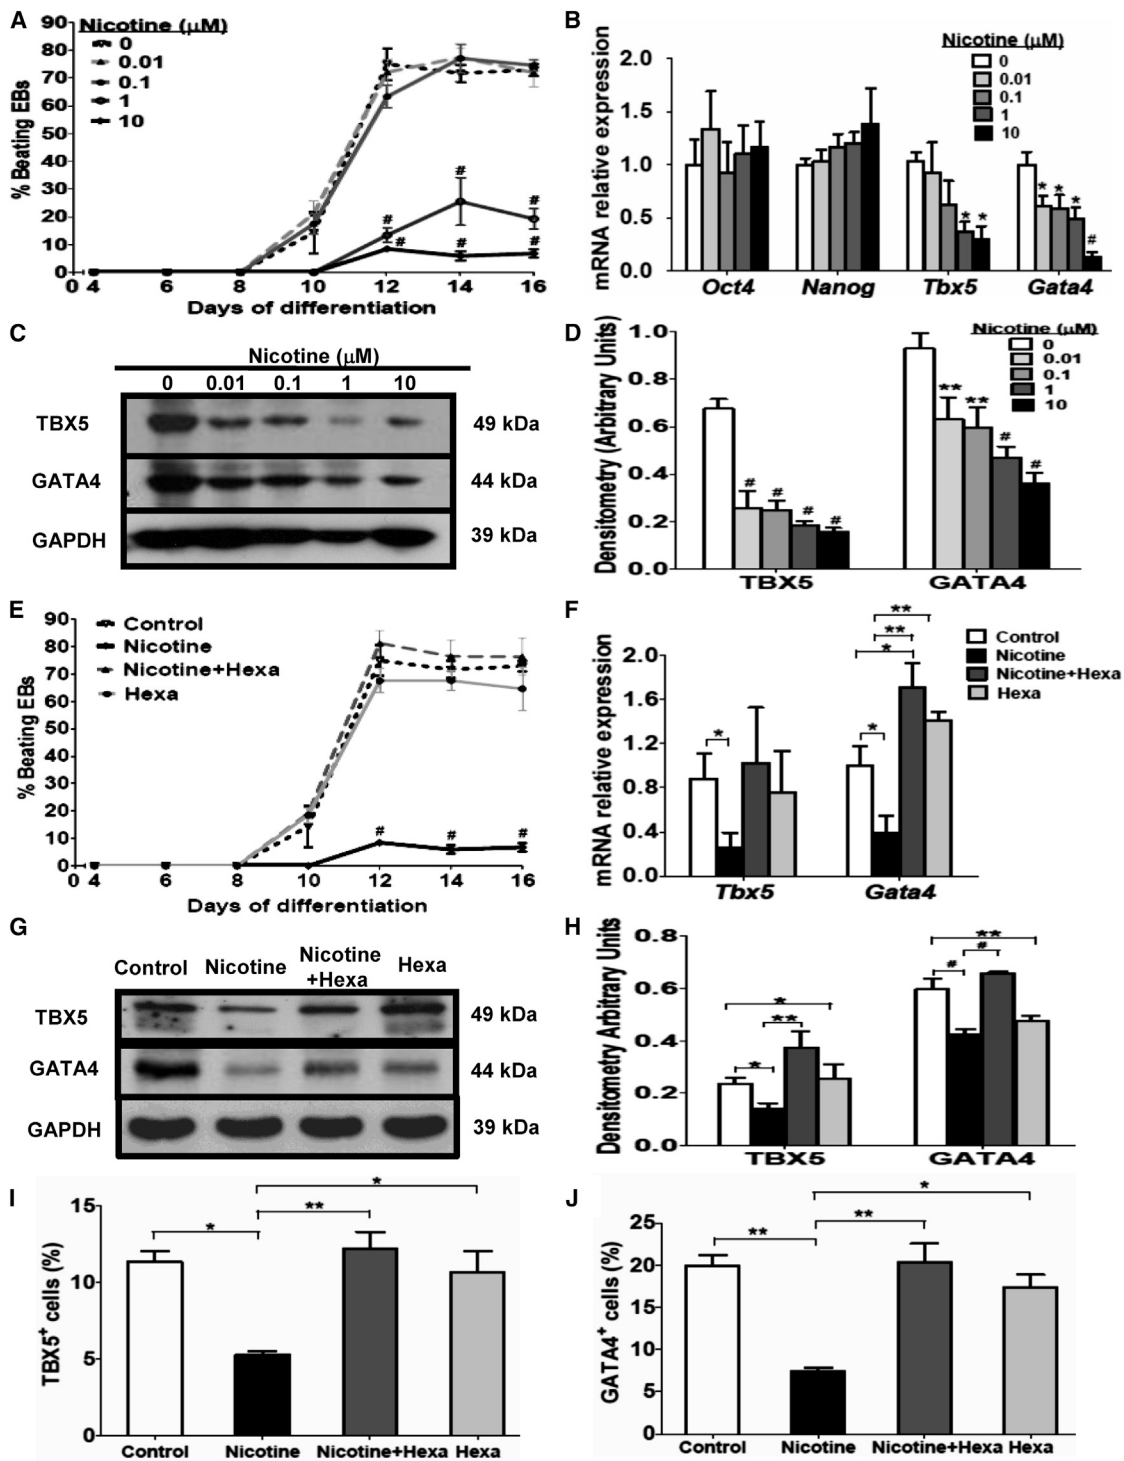 A
Nicotine (µM)
0
0.01
0.1
1
10
% Beating EBs
90
80
70
60
50
40
30
20
10
0
# # # # # #
0 4 6 8 10 12 14 16
Days of differentiation
B
Nicotine (µM)
0
0.01
0.1
1
10
mRNA relative expression
2.0
1.5
1.0
0.5
0.0
* * * * * #
Oct4 Nanog Tbx5 Gata4
C
Nicotine (µM)
0 0.01 0.1 1 10
TBX5 49 kDa
GATA4 44 kDa
GAPDH 39 kDa
D
Nicotine (µM)
0
0.01
0.1
1
10
Densitometry (Arbitrary Units)
1.0
0.8
0.6
0.4
0.2
0.0
# # # # ** ** # #
TBX5 GATA4
E
Control
Nicotine
Nicotine+Hexa
Hexa
% Beating EBs
90
80
70
60
50
40
30
20
10
0
# # #
0 4 6 8 10 12 14 16
Days of differentiation
F
Control
Nicotine
Nicotine+Hexa
Hexa
mRNA relative expression
2.0
1.6
1.2
0.8
0.4
0.0
**
**
*
* *
Tbx5 Gata4
G
Control Nicotine Nicotine +Hexa Hexa
TBX5 49 kDa
GATA4 44 kDa
GAPDH 39 kDa
H
Densitometry Arbitrary Units
0.8
0.6
0.4
0.2
0.0
**
#
#
*
**
*
TBX5 GATA4
I
TBX5+ cells (%)
15
10
5
0
*
**
*
Control Nicotine Nicotine+Hexa Hexa
J
GATA4+ cells (%)
25
20
15
10
5
0
*
**
**
Control Nicotine Nicotine+Hexa Hexa